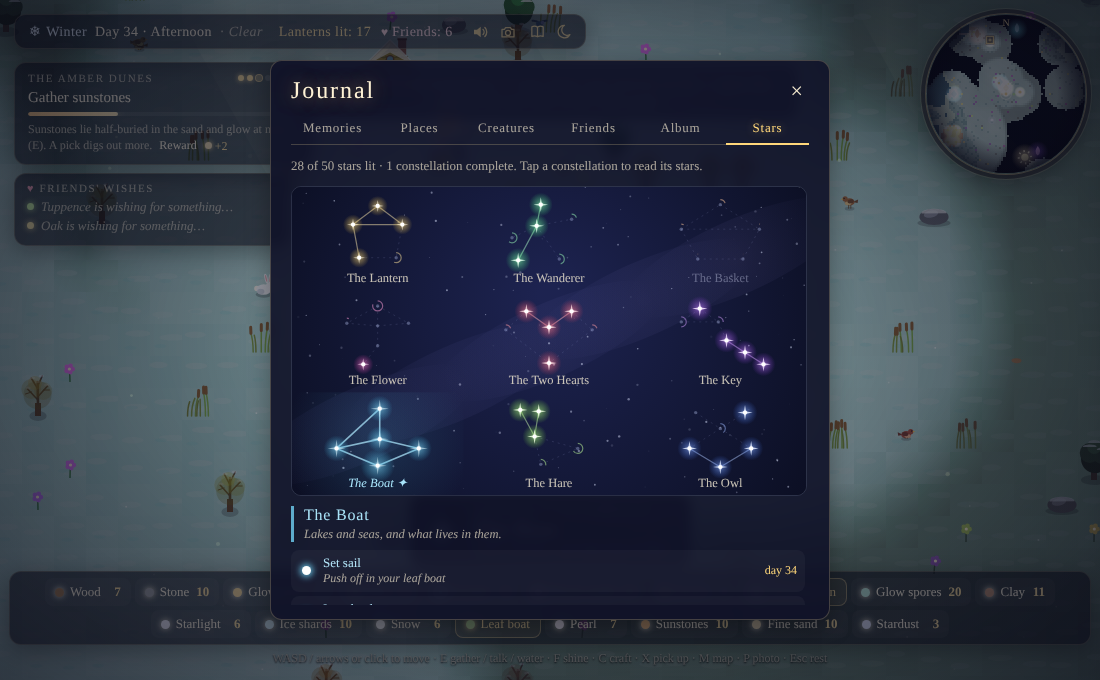 Winter Day 34 · Afternoon · Clear Lanterns lit: 17 ♥ Friends: 6
N
THE AMBER DUNES
Gather sunstones
Sunstones lie half-buried in the sand and glow at
(E). A pick digs out more. Reward +2
♥ FRIENDS' WISHES
Tuppence is wishing for something…
Oak is wishing for something…
Journal
×
Memories Places Creatures Friends Album Stars
28 of 50 stars lit · 1 constellation complete. Tap a constellation to read its stars.
The Lantern The Wanderer The Basket
The Flower The Two Hearts The Key
The Boat ✦ The Hare The Owl
The Boat
Lakes and seas, and what lives in them.
Set sail
Push off in your leaf boat
day 34
Wood 7 Stone 10 Glow spores 20 Clay 11
Starlight 6 Ice shards 10 Snow 6 Leaf boat Pearl 7 Sunstones 10 Fine sand 10 Stardust 3
WASD / arrows or click to move · E gather / talk / water · F shine · C craft · X pick up · M map · P photo · Esc rest